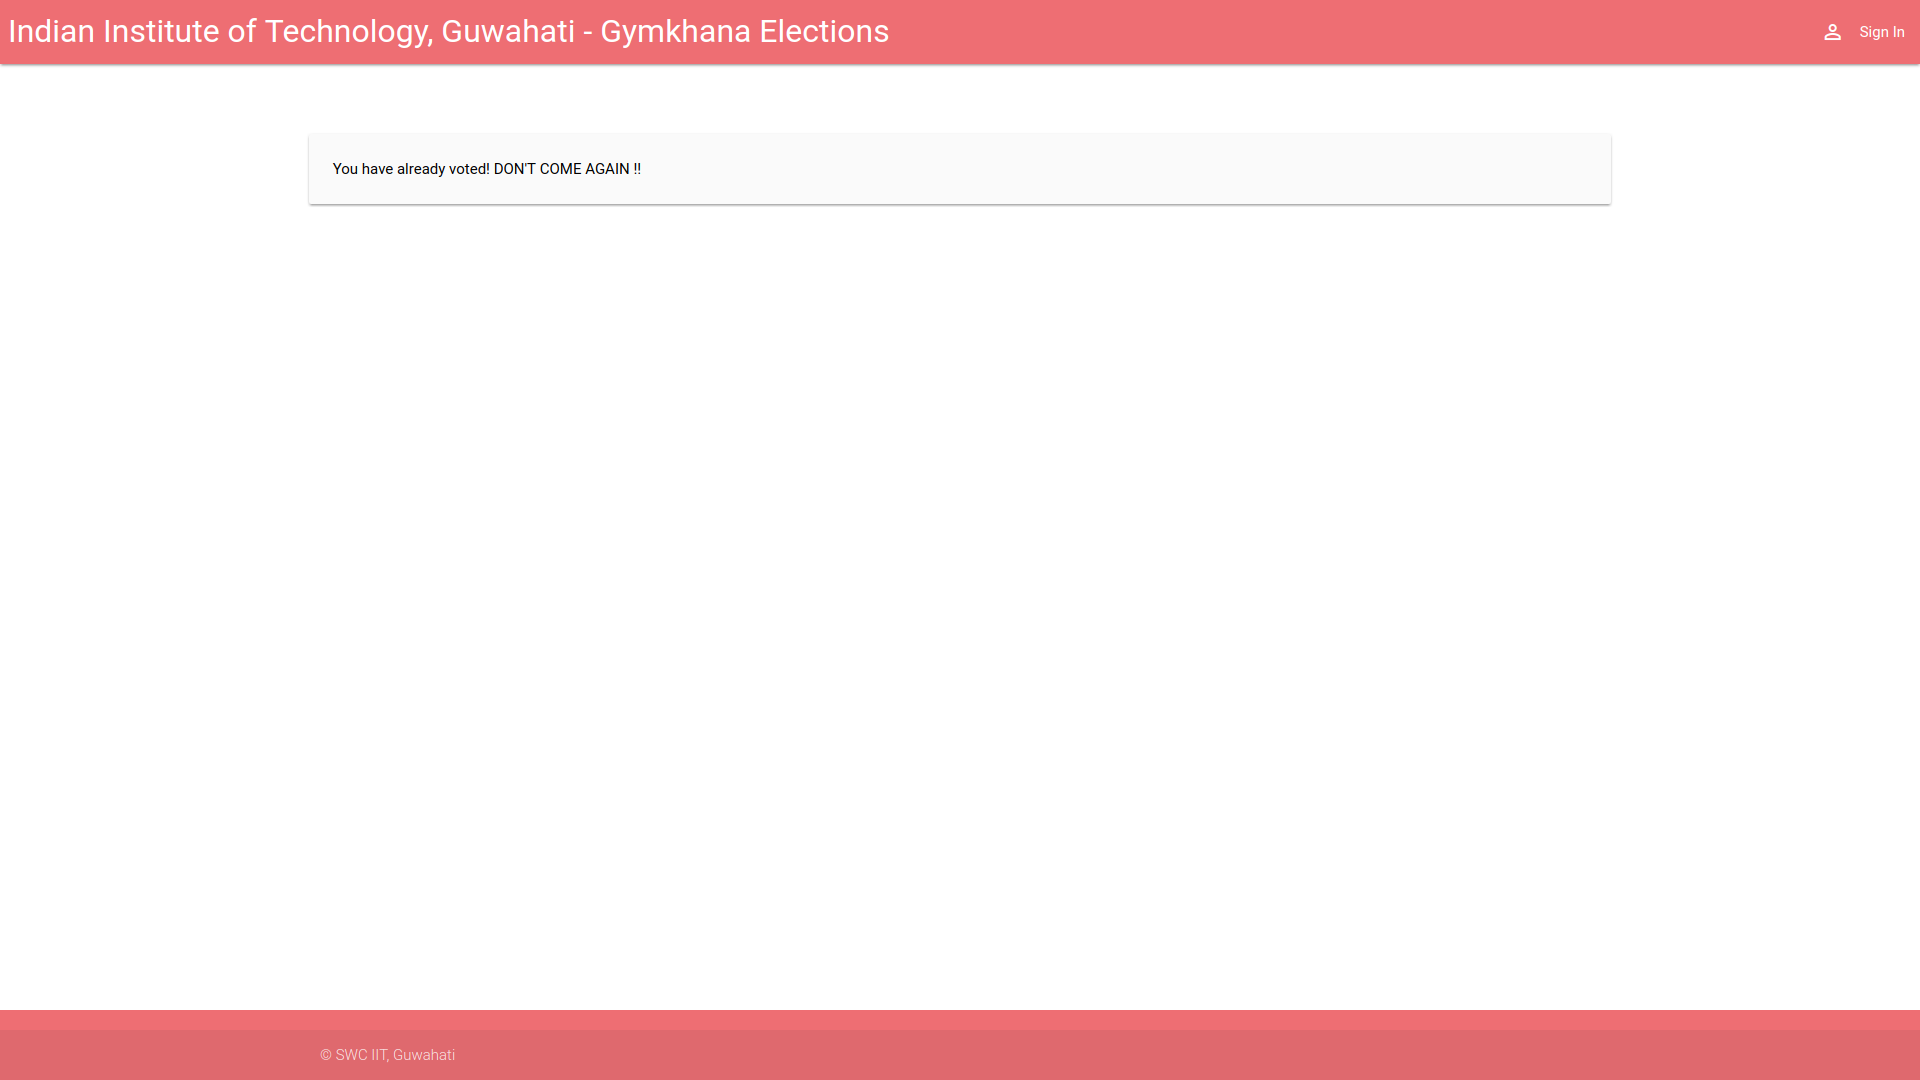 Indian Institute of Technology, Guwahati - Gymkhana Elections
Sign In
You have already voted! DON'T COME AGAIN !!
© SWC IIT, Guwahati